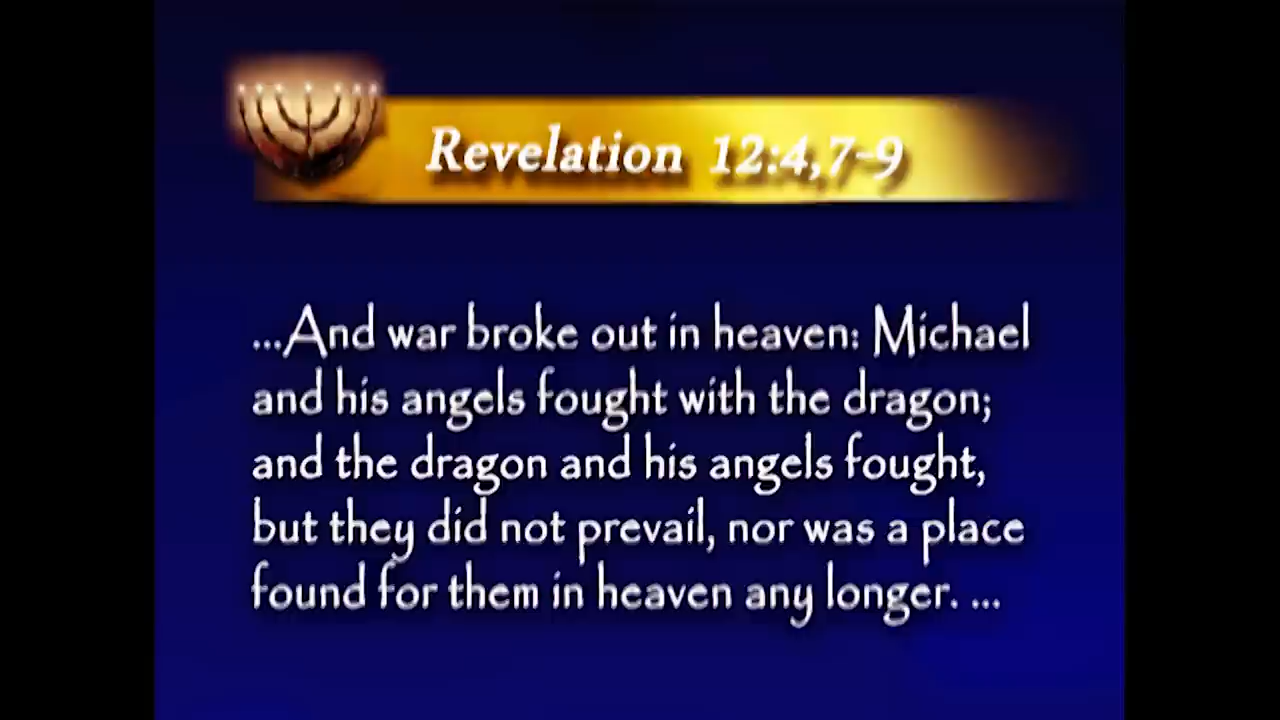 Revelation 12:4,7-9
...And war broke out in heaven: Michael
and his angels fought with the dragon;
and the dragon and his angels fought,
but they did not prevail, nor was a place
found for them in heaven any longer. ...